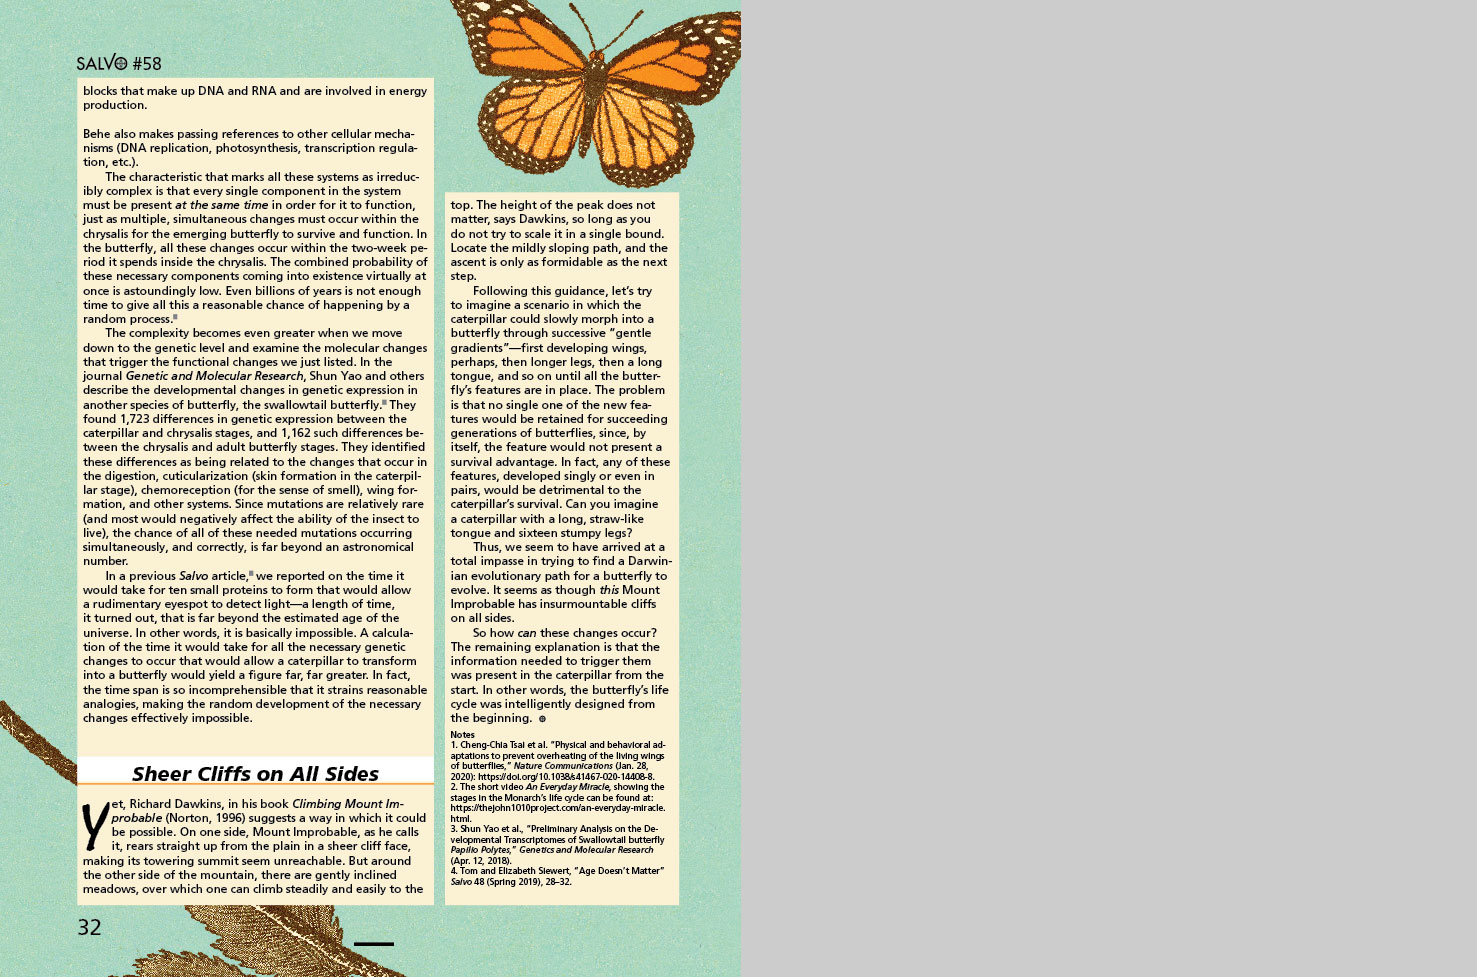 SALVO #58
blocks that make up DNA and RNA and are involved in energy
production.
Behe also makes passing references to other cellular mecha-
nisms (DNA replication, photosynthesis, transcription regula-
tion, etc.).
The characteristic that marks all these systems as irreduc-
ibly complex is that every single component in the system
must be present at the same time in order for it to function,
just as multiple, simultaneous changes must occur within the
chrysalis for the emerging butterfly to survive and function. In
the butterfly, all these changes occur within the two-week pe-
riod it spends inside the chrysalis. The combined probability of
these necessary components coming into existence virtually at
once is astoundingly low. Even billions of years is not enough
time to give all this a reasonable chance of happening by a
random process.
The complexity becomes even greater when we move
down to the genetic level and examine the molecular changes
that trigger the functional changes we just listed. In the
journal Genetic and Molecular Research, Shun Yao and others
describe the developmental changes in genetic expression in
another species of butterfly, the swallowtail butterfly. They
found 1,723 differences in genetic expression between the
caterpillar and chrysalis stages, and 1,162 such differences be-
tween the chrysalis and adult butterfly stages. They identified
these differences as being related to the changes that occur in
the digestion, cuticularization (skin formation in the caterpil-
lar stage), chemoreception (for the sense of smell), wing for-
mation, and other systems. Since mutations are relatively rare
(and most would negatively affect the ability of the insect to
live), the chance of all of these needed mutations occurring
simultaneously, and correctly, is far beyond an astronomical
number.
In a previous Salvo article, we reported on the time it
would take for ten small proteins to form that would allow
a rudimentary eyespot to detect light—a length of time,
it turned out, that is far beyond the estimated age of the
universe. In other words, it is basically impossible. A calcula-
tion of the time it would take for all the necessary genetic
changes to occur that would allow a caterpillar to transform
into a butterfly would yield a figure far, far greater. In fact,
the time span is so incomprehensible that it strains reasonable
analogies, making the random development of the necessary
changes effectively impossible.
Sheer Cliffs on All Sides
Yet, Richard Dawkins, in his book Climbing Mount Im-
probable (Norton, 1996) suggests a way in which it could
be possible. On one side, Mount Improbable, as he calls
it, rears straight up from the plain in a sheer cliff face,
making its towering summit seem unreachable. But around
the other side of the mountain, there are gently inclined
meadows, over which one can climb steadily and easily to the
top. The height of the peak does not
matter, says Dawkins, so long as you
do not try to scale it in a single bound.
Locate the mildly sloping path, and the
ascent is only as formidable as the next
step.
Following this guidance, let's try
to imagine a scenario in which the
caterpillar could slowly morph into a
butterfly through successive "gentle
gradients"—first developing wings,
perhaps, then longer legs, then a long
tongue, and so on until all the butter-
fly's features are in place. The problem
is that no single one of the new fea-
tures would be retained for succeeding
generations of butterflies, since, by
itself, the feature would not present a
survival advantage. In fact, any of these
features, developed singly or even in
pairs, would be detrimental to the
caterpillar's survival. Can you imagine
a caterpillar with a long, straw-like
tongue and sixteen stumpy legs?
Thus, we seem to have arrived at a
total impasse in trying to find a Darwin-
ian evolutionary path for a butterfly to
evolve. It seems as though this Mount
Improbable has insurmountable cliffs
on all sides.
So how can these changes occur?
The remaining explanation is that the
information needed to trigger them
was present in the caterpillar from the
start. In other words, the butterfly's life
cycle was intelligently designed from
the beginning.
Notes
1. Cheng-Chia Tsai et al. "Physical and behavioral ad-
aptations to prevent overheating of the living wings
of butterflies," Nature Communications (Jan. 28,
2020): https://doi.org/10.1038/s41467-020-14408-8.
2. The short video An Everyday Miracle, showing the
stages in the Monarch's life cycle can be found at:
https://thejohn1010project.com/an-everyday-miracle.
html.
3. Shun Yao et al., "Preliminary Analysis on the De-
velopmental Transcriptomes of Swallowtail butterfly
Papilio Polytes," Genetics and Molecular Research
(Apr. 12, 2018).
4. Tom and Elizabeth Siewert, "Age Doesn't Matter"
Salvo 48 (Spring 2019), 28–32.
32